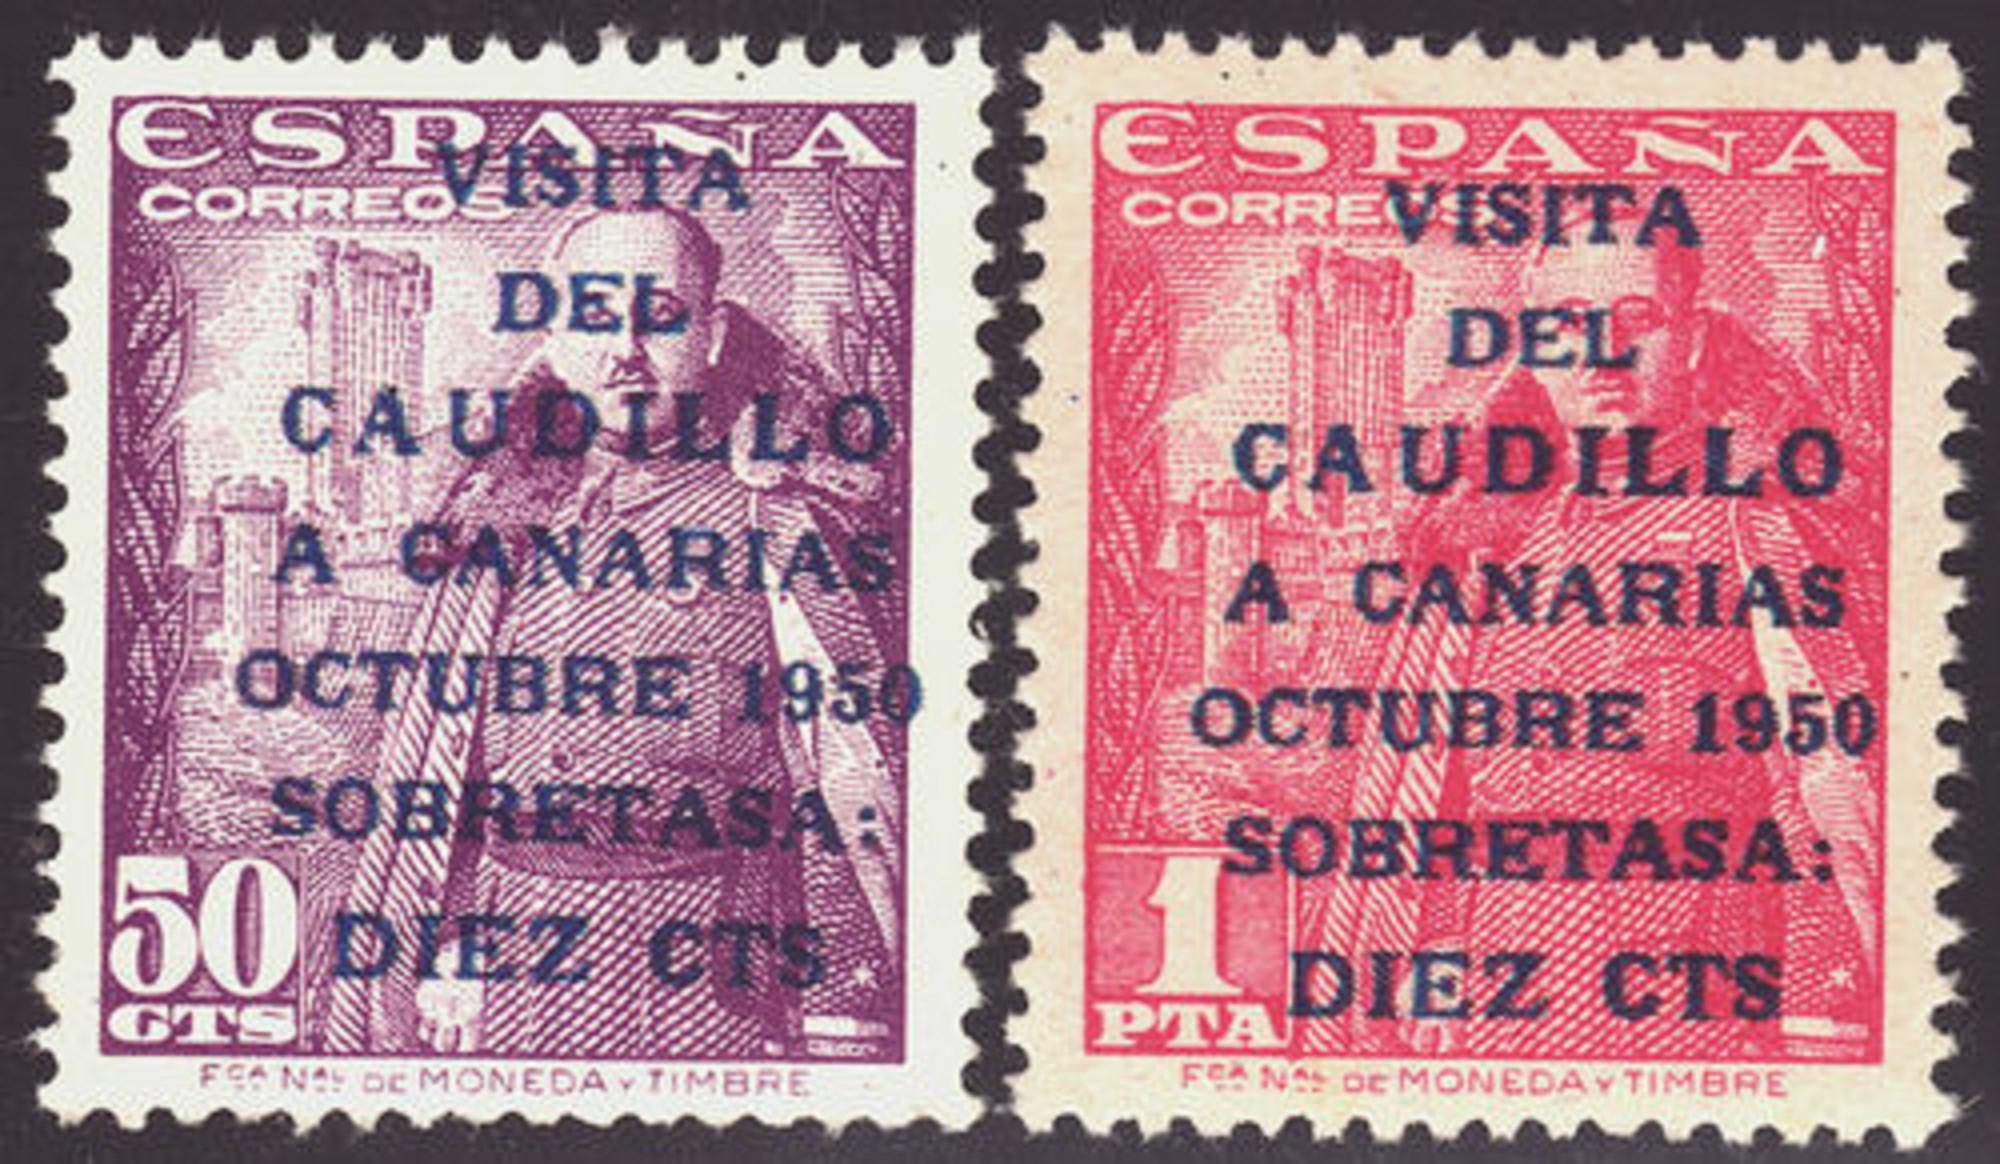 ESPAÑA
CORREOS
VISITA
DEL
CAUDILLO
A CANARIAS
OCTUBRE 1950
SOBRETASA:
DIEZ CTS
50
CTS
FCA NAL DE MONEDA Y TIMBRE
ESPAÑA
CORREOS
VISITA
DEL
CAUDILLO
A CANARIAS
OCTUBRE 1950
SOBRETASA:
DIEZ CTS
1
PTA
FCA NAL DE MONEDA Y TIMBRE